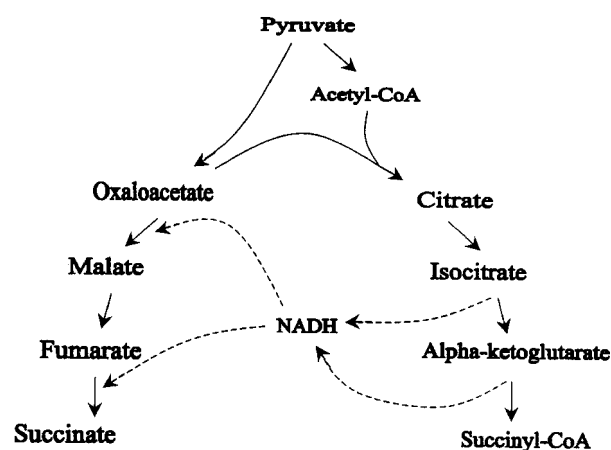 Pyruvate
Acetyl-CoA
Oxaloacetate
Citrate
Malate
Isocitrate
NADH
Fumarate
Alpha-ketoglutarate
Succinate
Succinyl-CoA